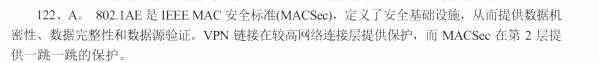 122、A。 802.1AE 是 IEEE MAC 安全标准(MACSec)，定义了安全基础设施，从而提供数据机
密性、数据完整性和数据源验证。VPN 链接在较高网络连接层提供保护，而 MACSec 在第 2 层提
供一跳一跳的保护。